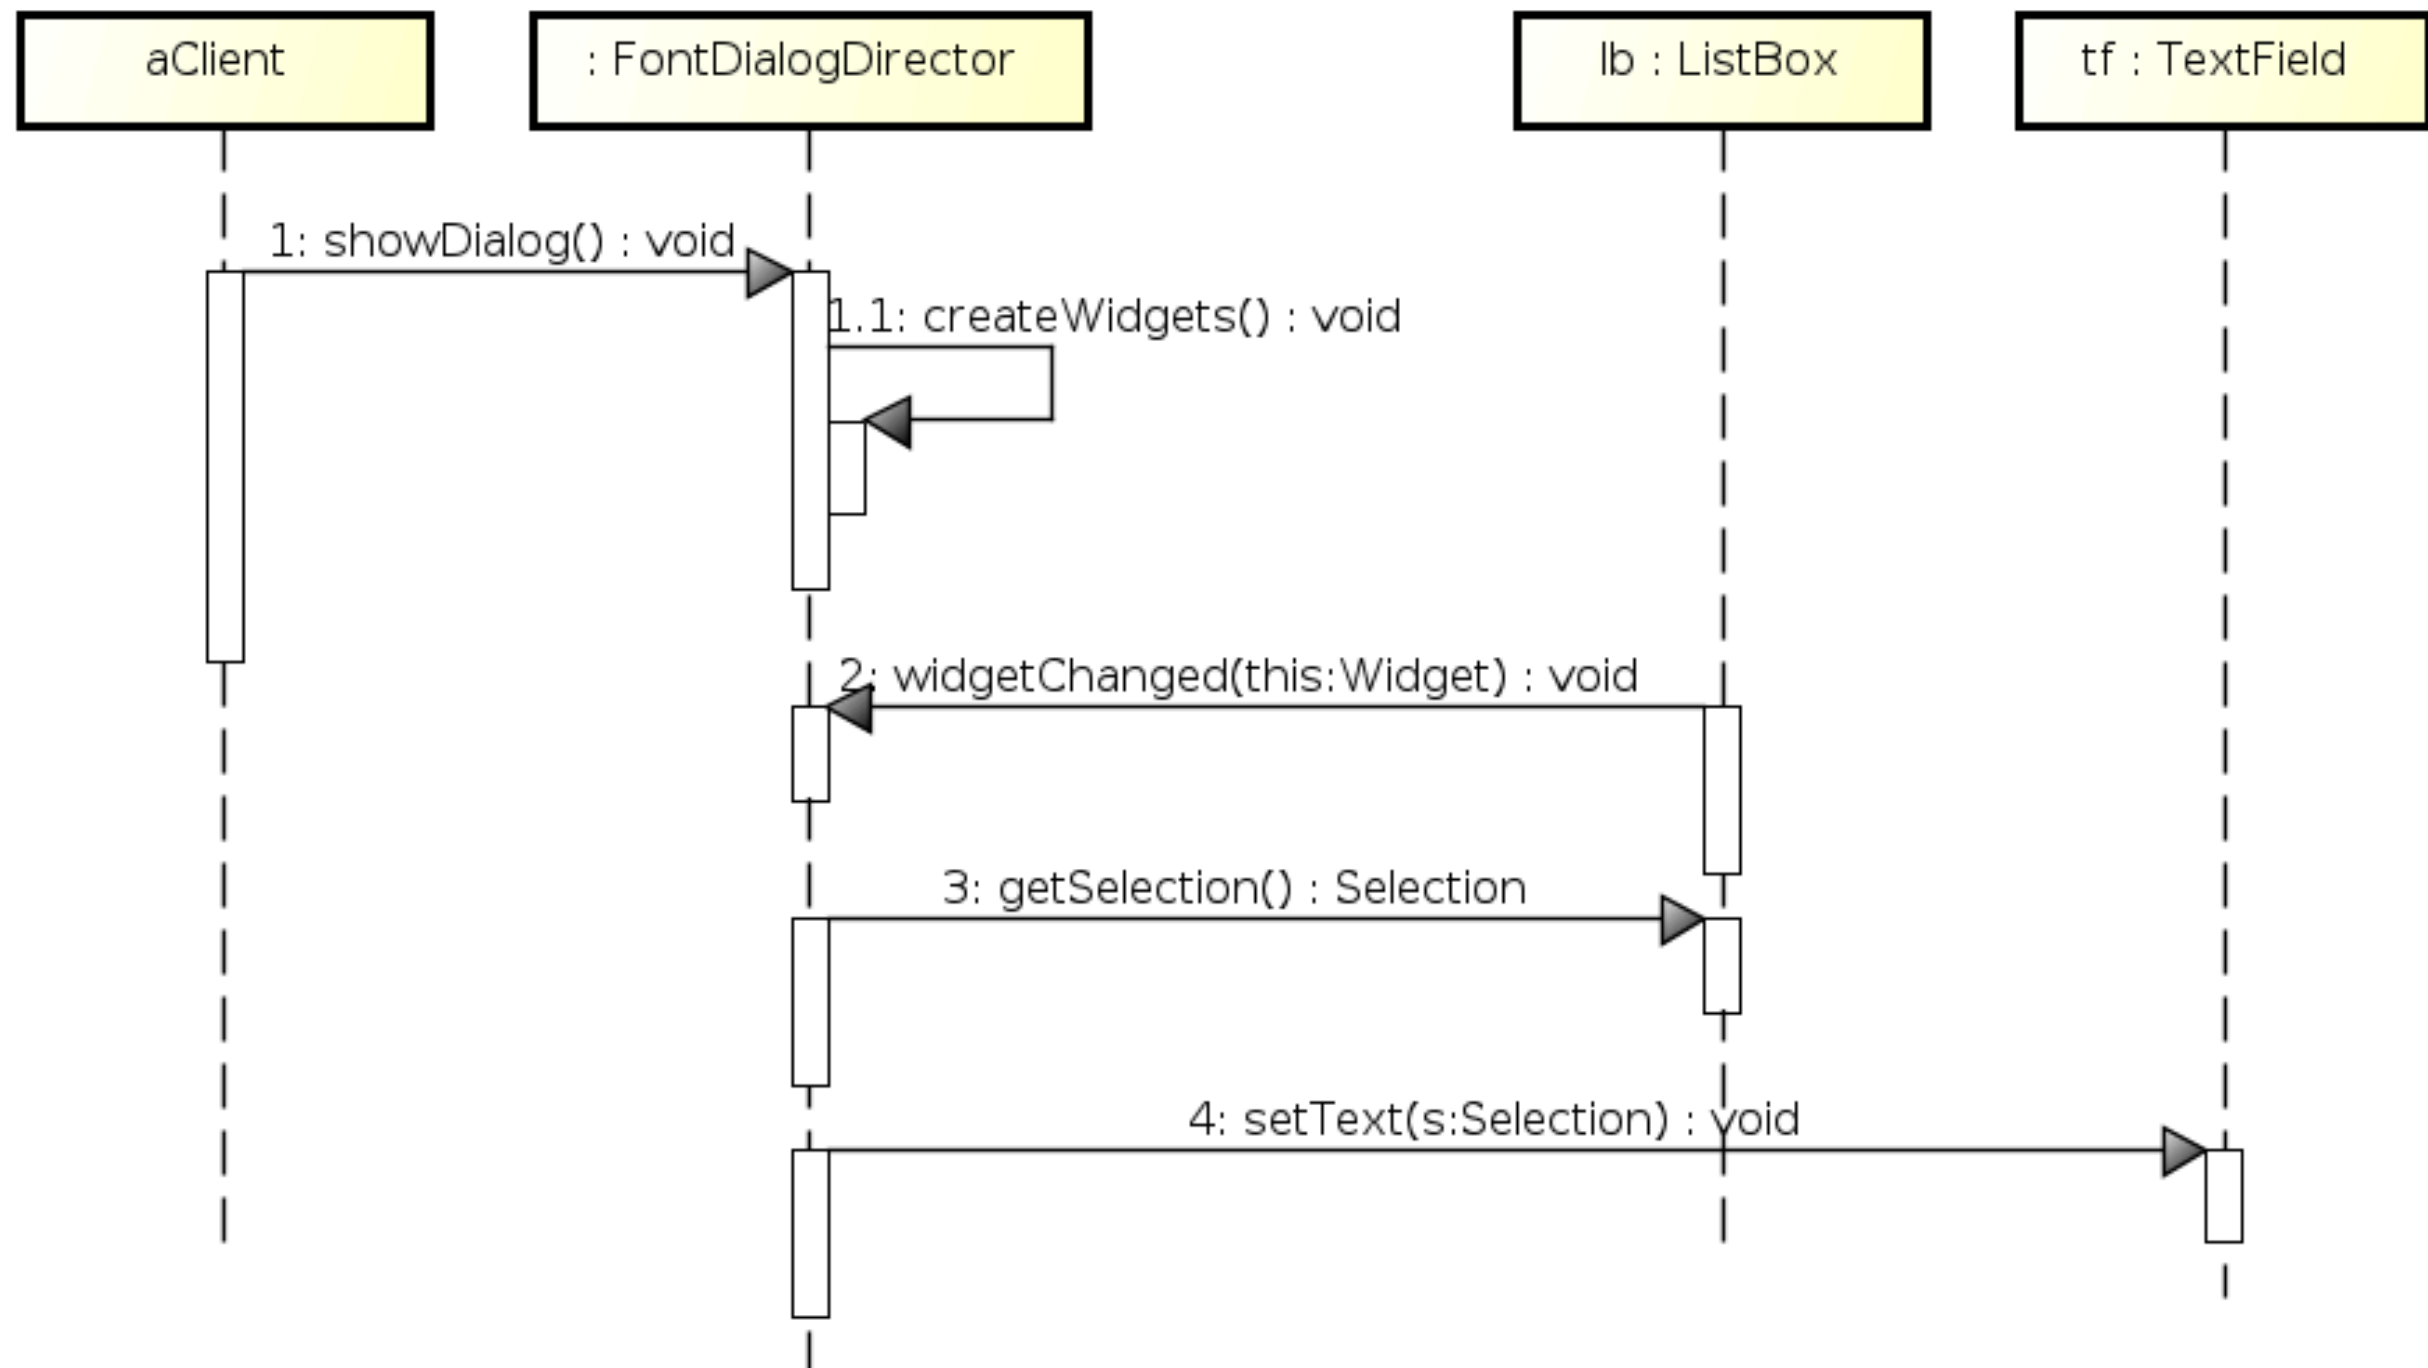 aClient
: FontDialogDirector
lb : ListBox
tf : TextField
1: showDialog() : void
1.1: createWidgets() : void
2: widgetChanged(this:Widget) : void
3: getSelection() : Selection
4: setText(s:Selection) : void